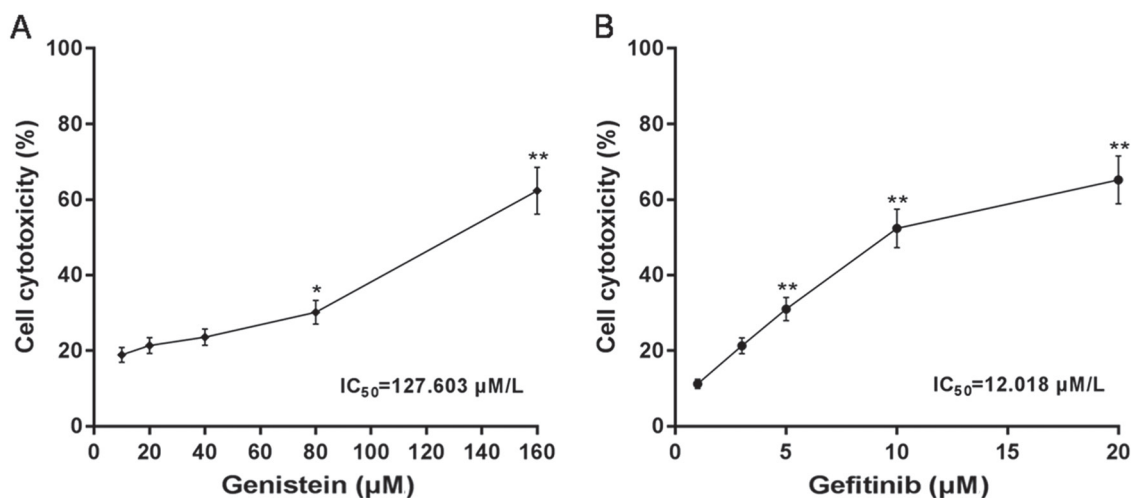 A
100
80
60
40
20
0
Cell cytotoxicity (%)
*
**
IC50=127.603 µM/L
0 20 40 60 80 100 120 140 160
Genistein (µM)
B
100
80
60
40
20
0
Cell cytotoxicity (%)
**
**
**
IC50=12.018 µM/L
0 5 10 15 20
Gefitinib (µM)